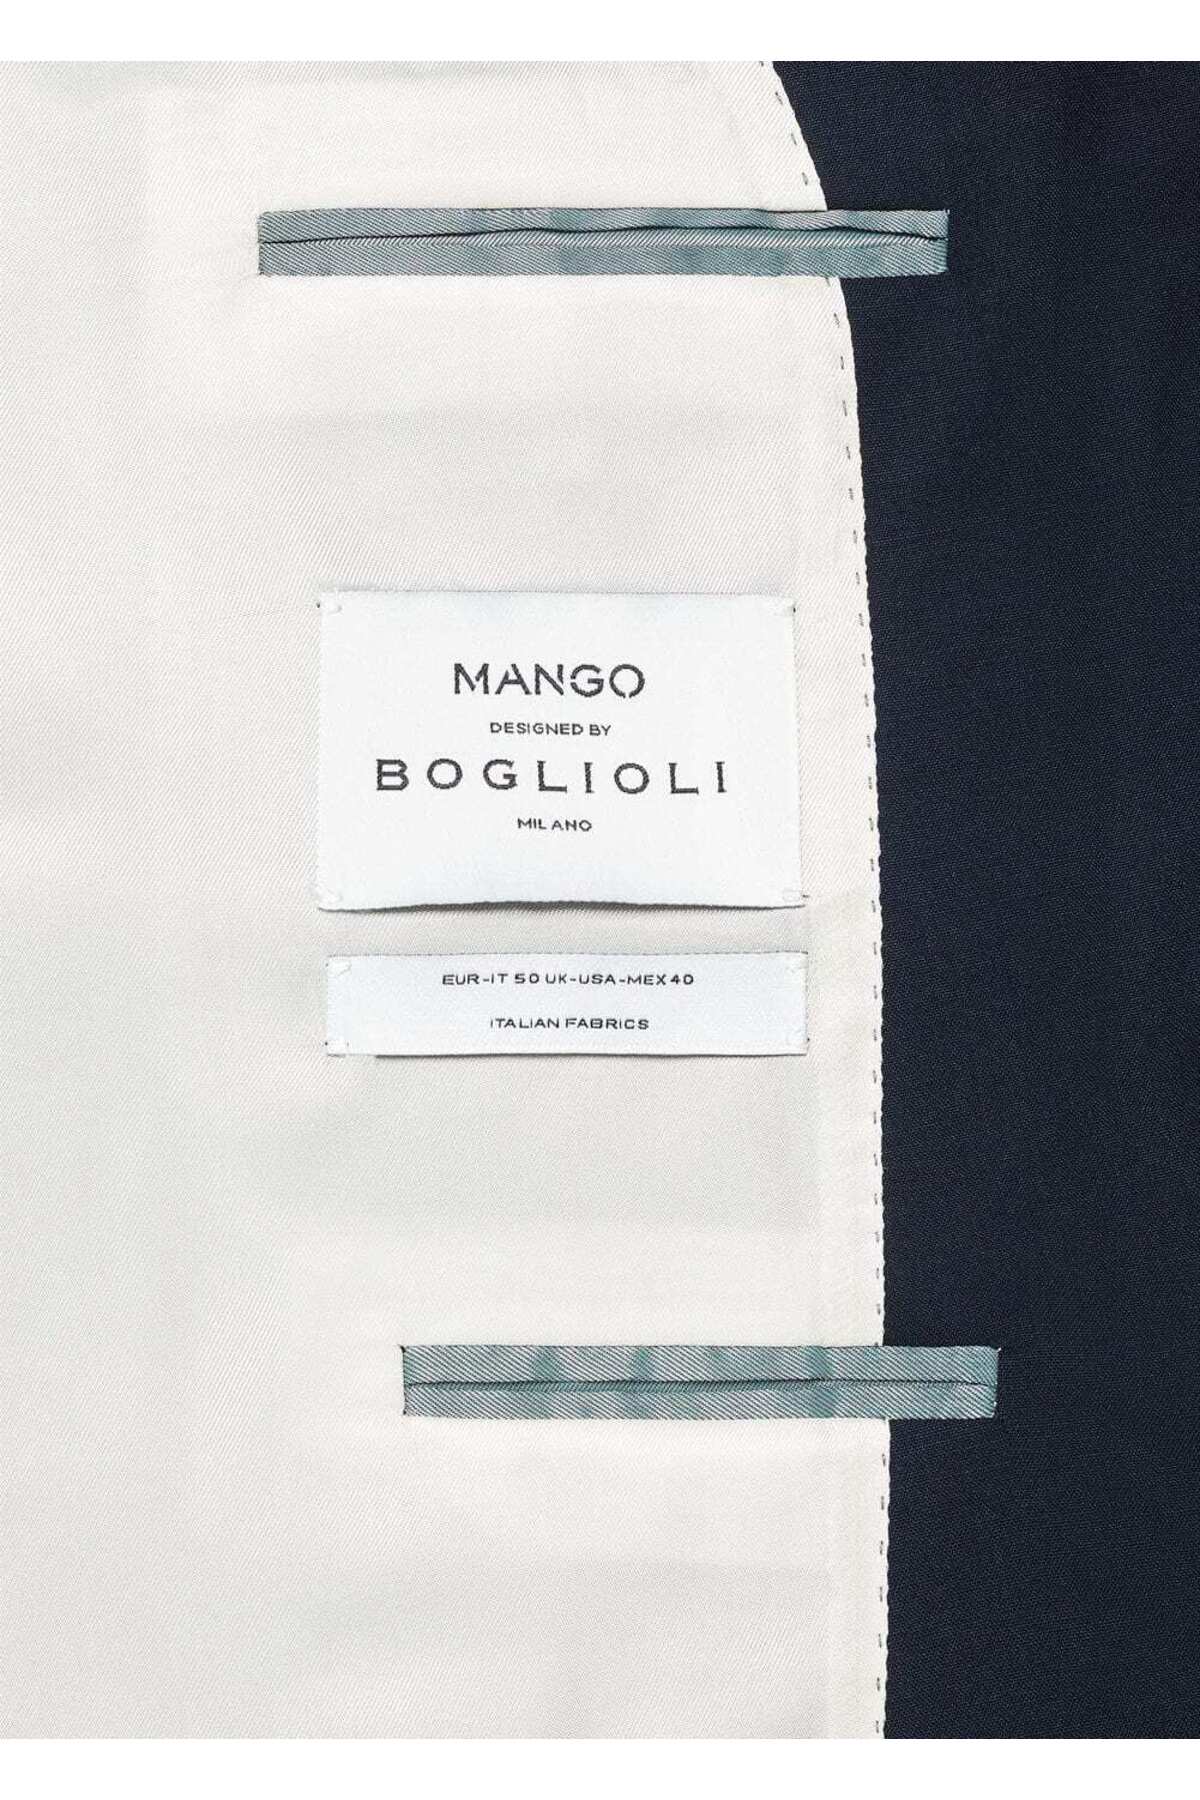 MANGO
DESIGNED BY
BOGLIOLI
MILANO
EUR-IT 50 UK-USA-MEX 40
ITALIAN FABRICS